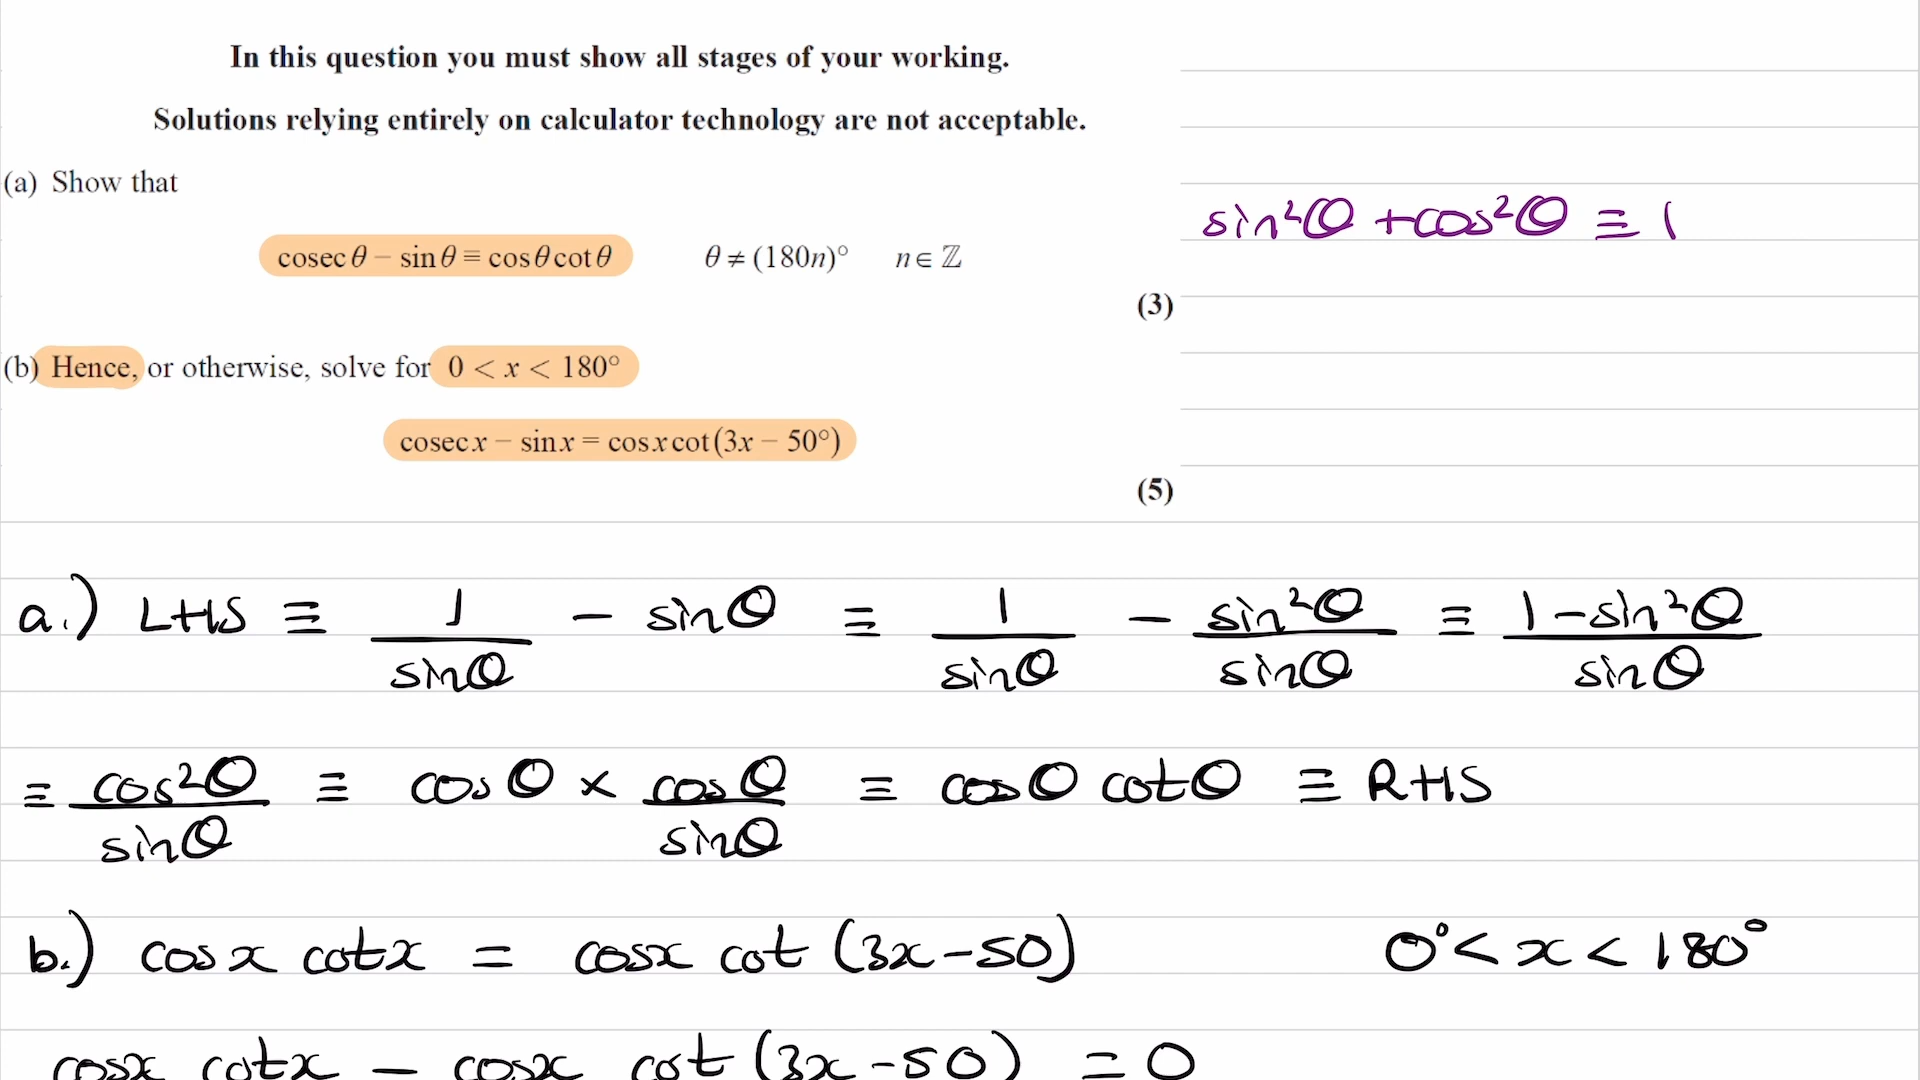 In this question you must show all stages of your working.
Solutions relying entirely on calculator technology are not acceptable.
(a) Show that
cosec θ − sin θ ≡ cos θ cot θ    θ ≠ (180n)°    n ∈ ℤ
sin²θ + cos²θ ≡ 1
(3)
(b) Hence, or otherwise, solve for 0 < x < 180°
cosec x − sin x = cos x cot (3x − 50°)
(5)
a.) LHS ≡ 1/sinθ − sinθ ≡ 1/sinθ − sin²θ/sinθ ≡ 1 − sin²θ/sinθ
≡ cos²θ/sinθ ≡ cosθ × cosθ/sinθ ≡ cosθ cotθ ≡ RHS
b.) cosx cotx = cosx cot (3x − 50)    0° < x < 180°
cosx cotx − cosx cot (3x − 50) = 0